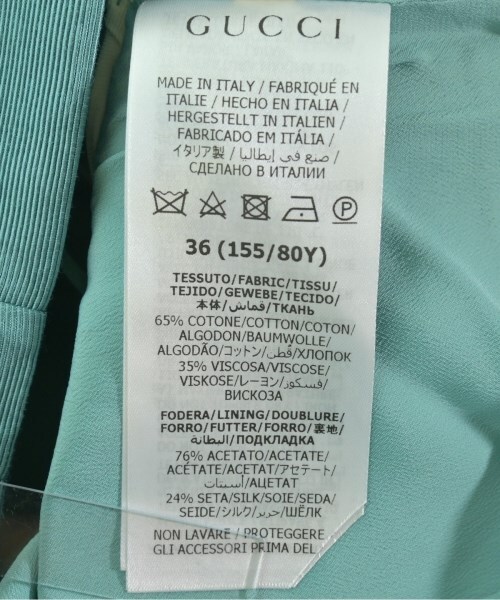 GUCCI
MADE IN ITALY / FABRIQUÉ EN
ITALIE / HECHO EN ITALIA /
HERGESTELLT IN ITALIEN /
FABRICADO EM ITÁLIA /
イタリア製 / صنع في إيطاليا /
СДЕЛАНО В ИТАЛИИ
P
36 (155/80Y)
TESSUTO/FABRIC/TISSU/
TEJIDO/GEWEBE/TECIDO/
本体/قماش/ТКАНЬ
65% COTONE/COTTON/COTON/
ALGODON/BAUMWOLLE/
ALGODÃO/コットン/قطن/ХЛОПОК
35% VISCOSA/VISCOSE/
VISKOSE/レーヨン/فسكوز/
ВИСКОЗА
FODERA/LINING/DOUBLURE/
FORRO/FUTTER/FORRO/裏地/
البطانة/ПОДКЛАДКА
76% ACETATO/ACETATE/
ACÉTATE/ACETAT/アセテート/
أسيتات/АЦЕТАТ
24% SETA/SILK/SOIE/SEDA/
SEIDE/シルク/حرير/ШЁЛК
NON LAVARE / PROTEGGERE
GLI ACCESSORI PRIMA DEL